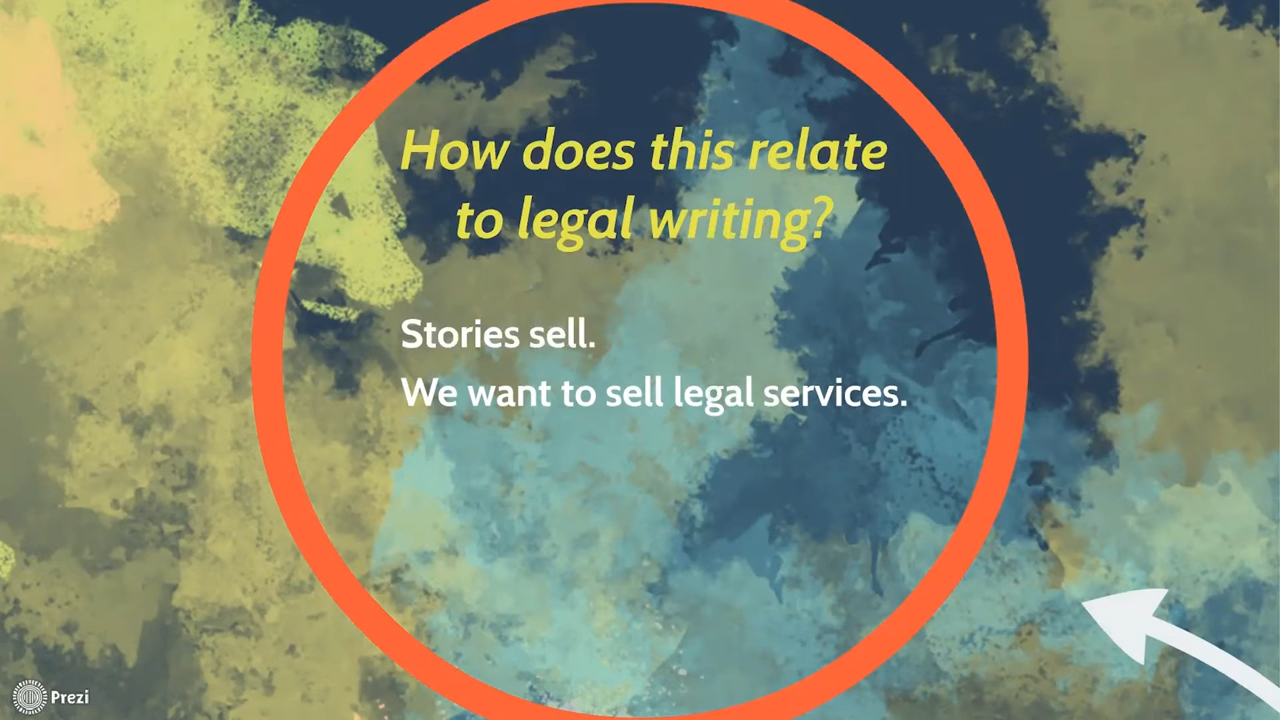 How does this relate
to legal writing?
Stories sell.
We want to sell legal services.
Prezi